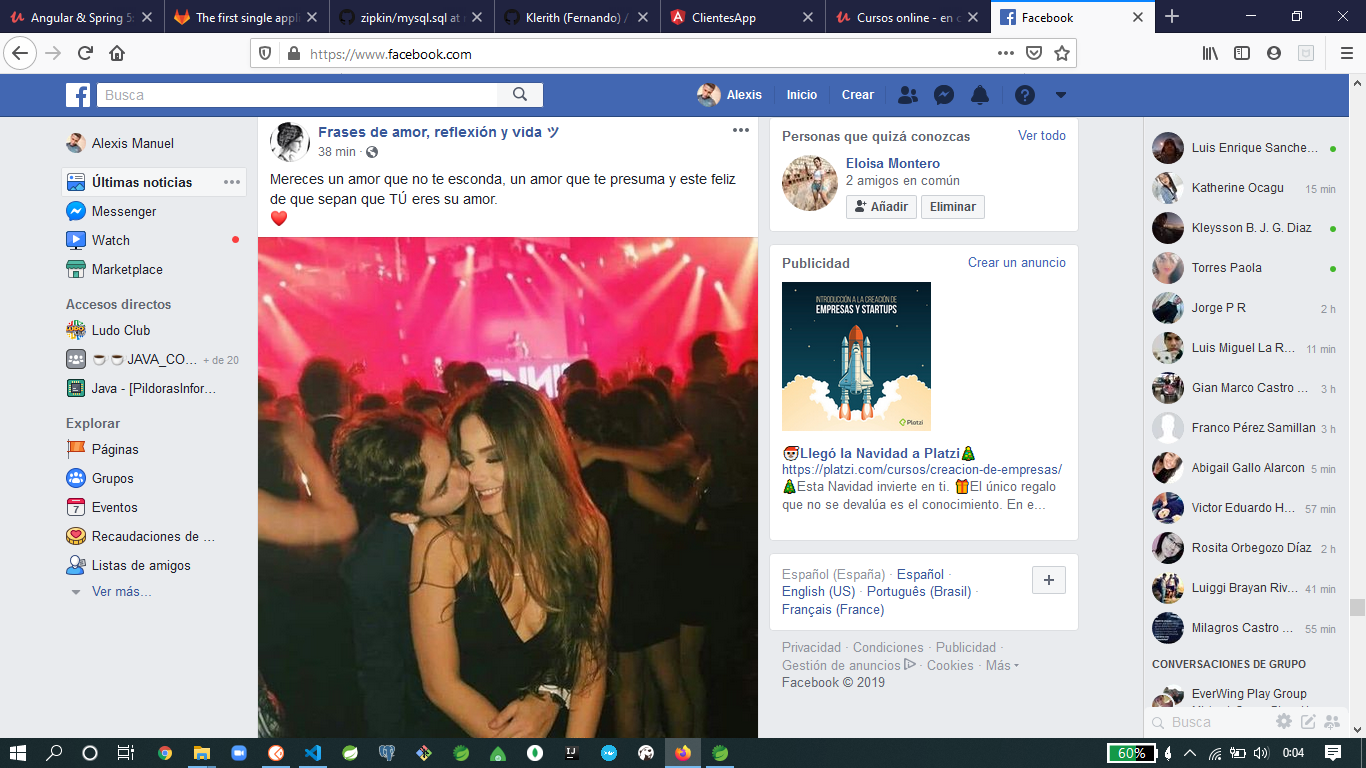 Angular & Spring 5:
The first single appli
zipkin/mysql.sql at
Klerith (Fernando) /
ClientesApp
Cursos online - en c
Facebook
https://www.facebook.com
Busca
Alexis
Inicio
Crear
Alexis Manuel
Últimas noticias
Messenger
Watch
Marketplace
Accesos directos
Ludo Club
JAVA_CO... + de 20
Java - [PildorasInfor...
Explorar
Páginas
Grupos
7
Eventos
Recaudaciones de ...
Listas de amigos
Ver más...
Frases de amor, reflexión y vida ツ
38 min ·
Mereces un amor que no te esconda, un amor que te presuma y este feliz
de que sepan que TÚ eres su amor.
Personas que quizá conozcas
Ver todo
Eloisa Montero
2 amigos en común
Añadir
Eliminar
Publicidad
Crear un anuncio
INTRODUCCIÓN A LA CREACIÓN DE
EMPRESAS Y STARTUPS
Platzi
Llegó la Navidad a Platzi
https://platzi.com/cursos/creacion-de-empresas/
Esta Navidad invierte en ti. El único regalo
que no se devalúa es el conocimiento. En e...
Español (España) · Español ·
English (US) · Português (Brasil) ·
Français (France)
Privacidad · Condiciones · Publicidad ·
Gestión de anuncios · Cookies · Más
Facebook © 2019
Luis Enrique Sanche...
Katherine Ocagu 15 min
Kleysson B. J. G. Diaz
Torres Paola
Jorge P R 2 h
Luis Miguel La R... 11 min
Gian Marco Castro ... 3 h
Franco Pérez Samillan 3 h
Abigail Gallo Alarcon 5 min
Victor Eduardo H... 57 min
Rosita Orbegozo Díaz 2 h
Luiggi Brayan Riv... 41 min
Milagros Castro ... 55 min
CONVERSACIONES DE GRUPO
EverWing Play Group
Busca
60%
0:04